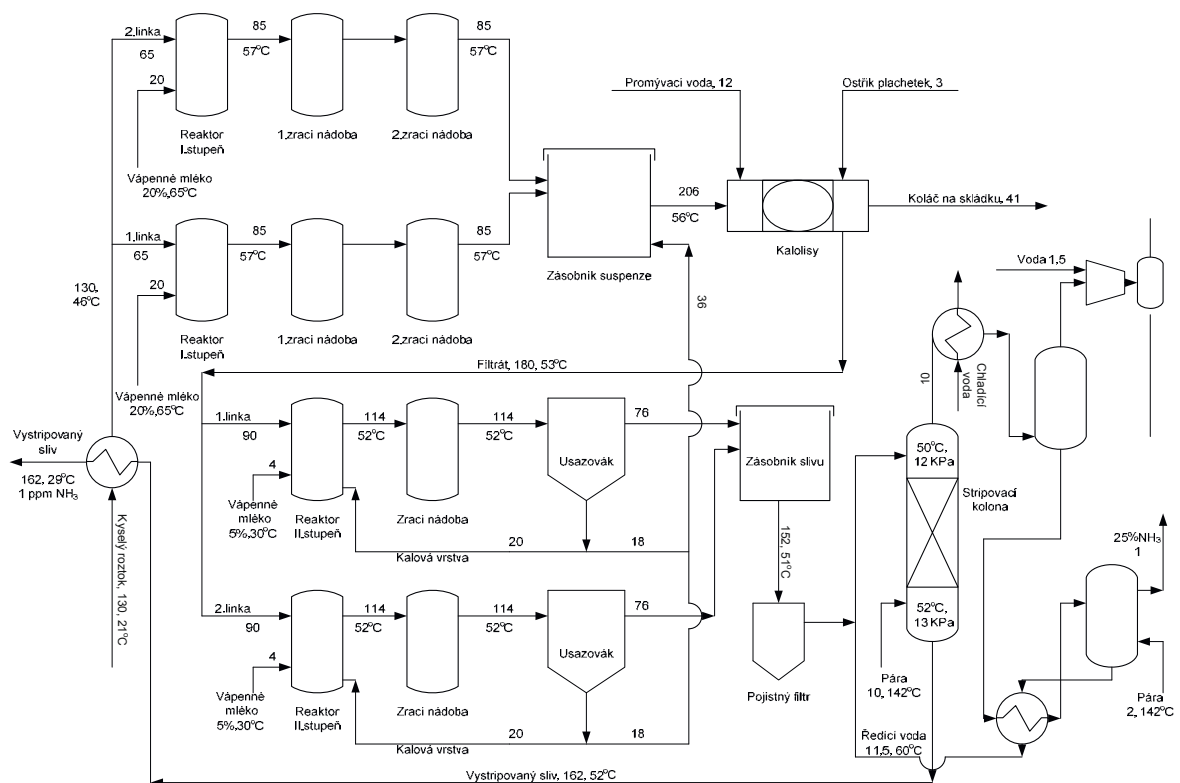 2.linka
65
85
57°C
85
57°C
20
Reaktor
I.stupeň
1.zraci nádoba
2.zraci nádoba
Vápenné mléko
20%,65°C
Promývaci voda, 12
Ostřik plachetek, 3
206
56°C
Koláč na skládku, 41
Kalolisy
Zásobník suspenze
1.linka
65
85
57°C
85
57°C
20
130,
46°C
Reaktor
I.stupeň
1.zraci nádoba
2.zraci nádoba
Vápenné mléko
20%,65°C
36
Voda 1,5
Filtrát, 180, 53°C
10
Chladící
voda
1.linka
90
114
52°C
114
52°C
76
Usazovák
Zásobník slivu
4
Vápenné
mléko
5%,30°C
Reaktor
II.stupeň
Zraci nádoba
20
18
Kalová vrstva
Vystripovaný
sliv
162, 29°C
1 ppm NH₃
Kyselý roztok, 130, 21°C
152, 51°C
50°C,
12 KPa
Stripovací
kolona
52°C,
13 KPa
25%NH₃
1
2.linka
90
114
52°C
114
52°C
76
Usazovák
4
Vápenné
mléko
5%,30°C
Reaktor
II.stupeň
Zraci nádoba
20
18
Kalová vrstva
Pojistný filtr
Pára
10, 142°C
Pára
2, 142°C
Ředicí voda
11,5, 60°C
Vystripovaný sliv, 162, 52°C